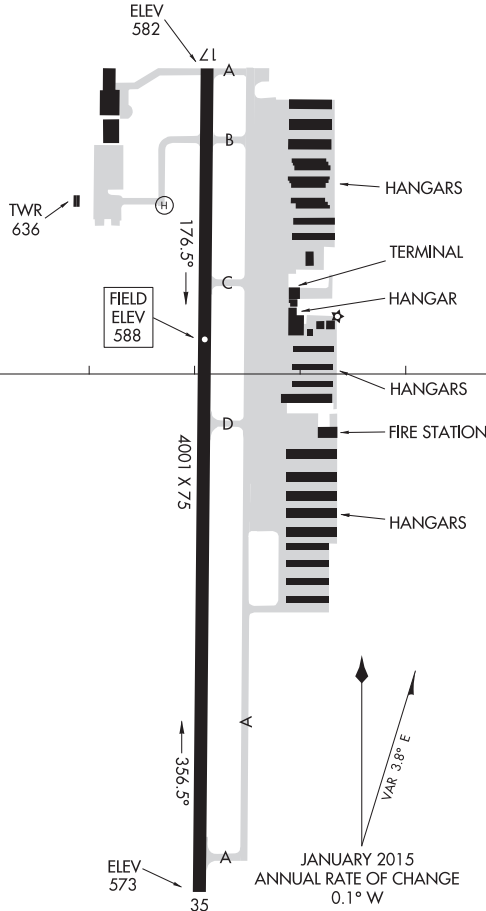 ELEV
582
17
A
B
HANGARS
TWR
636
H
176.5°
TERMINAL
C
HANGAR
FIELD
ELEV
588
HANGARS
D
FIRE STATION
4001 X 75
HANGARS
A
356.5°
VAR 3.8° E
A
ELEV
573
35
JANUARY 2015
ANNUAL RATE OF CHANGE
0.1° W